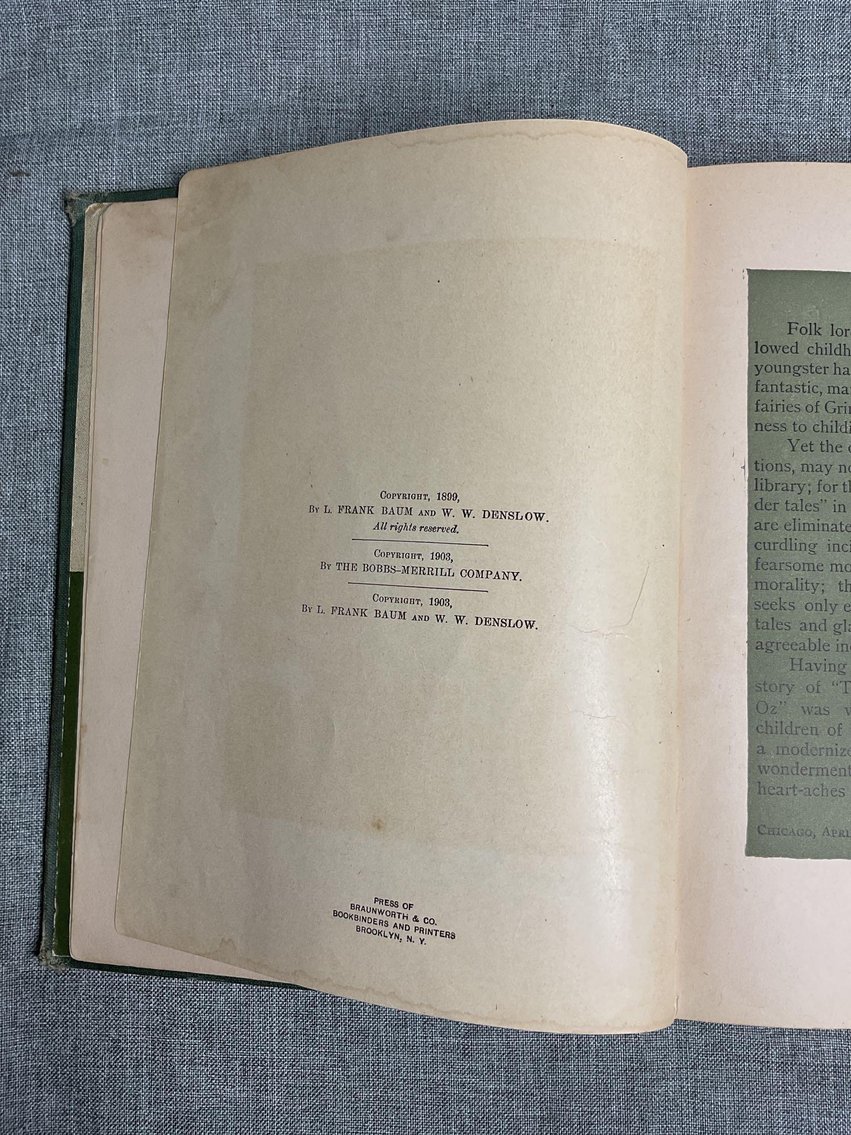 COPYRIGHT, 1899,
BY L. FRANK BAUM AND W. W. DENSLOW.
All rights reserved.
COPYRIGHT, 1903,
BY THE BOBBS-MERRILL COMPANY.
COPYRIGHT, 1903,
BY L. FRANK BAUM AND W. W. DENSLOW.
PRESS OF
BRAUNWORTH & CO.
BOOKBINDERS AND PRINTERS
BROOKLYN, N. Y.
Folk lor
lowed childh
youngster ha
fantastic, ma
fairies of Gri
ness to child
Yet the
tions, may no
library; for th
der tales" in
are eliminate
curdling inci
fearsome mo
morality; th
seeks only e
tales and gla
agreeable in
Having
story of "T
Oz" was w
children of
a modernize
wonderment
heart-aches
CHICAGO, APRI